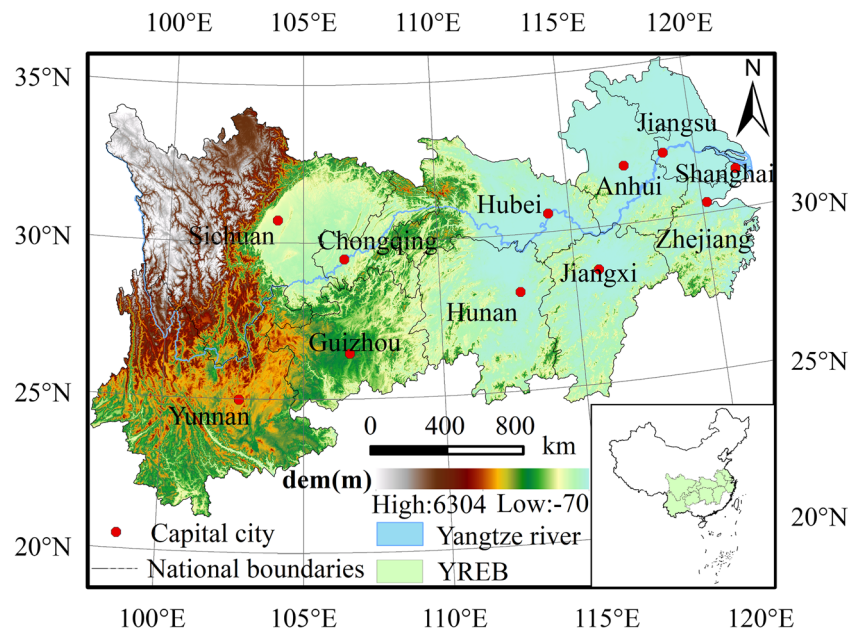 100°E 105°E 110°E 115°E 120°E
N
35°N
Jiangsu
Anhui Shanghai
Hubei
30°N
Sichuan Chongqing Zhejiang
30°N
Jiangxi
Hunan
Guizhou
25°N
25°N
Yunnan
0 400 800
km
dem(m)
High:6304 Low:-70
Capital city Yangtze river
National boundaries YREB
20°N
20°N
100°E 105°E 110°E 115°E 120°E